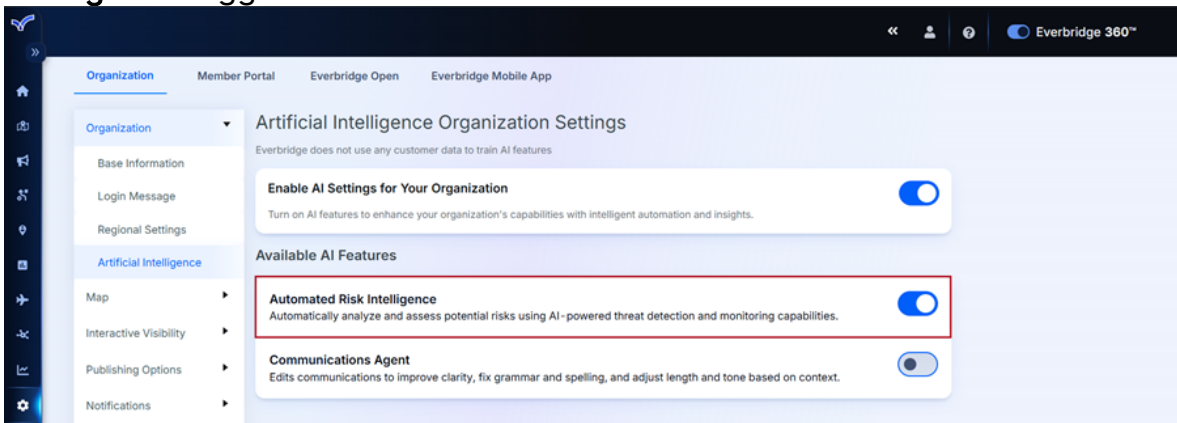 Everbridge 360™
Organization Member Portal Everbridge Open Everbridge Mobile App
Organization
Base Information
Login Message
Regional Settings
Artificial Intelligence
Map
Interactive Visibility
Publishing Options
Notifications
Artificial Intelligence Organization Settings
Everbridge does not use any customer data to train AI features
Enable AI Settings for Your Organization
Turn on AI features to enhance your organization's capabilities with intelligent automation and insights.
Available AI Features
Automated Risk Intelligence
Automatically analyze and assess potential risks using AI-powered threat detection and monitoring capabilities.
Communications Agent
Edits communications to improve clarity, fix grammar and spelling, and adjust length and tone based on context.